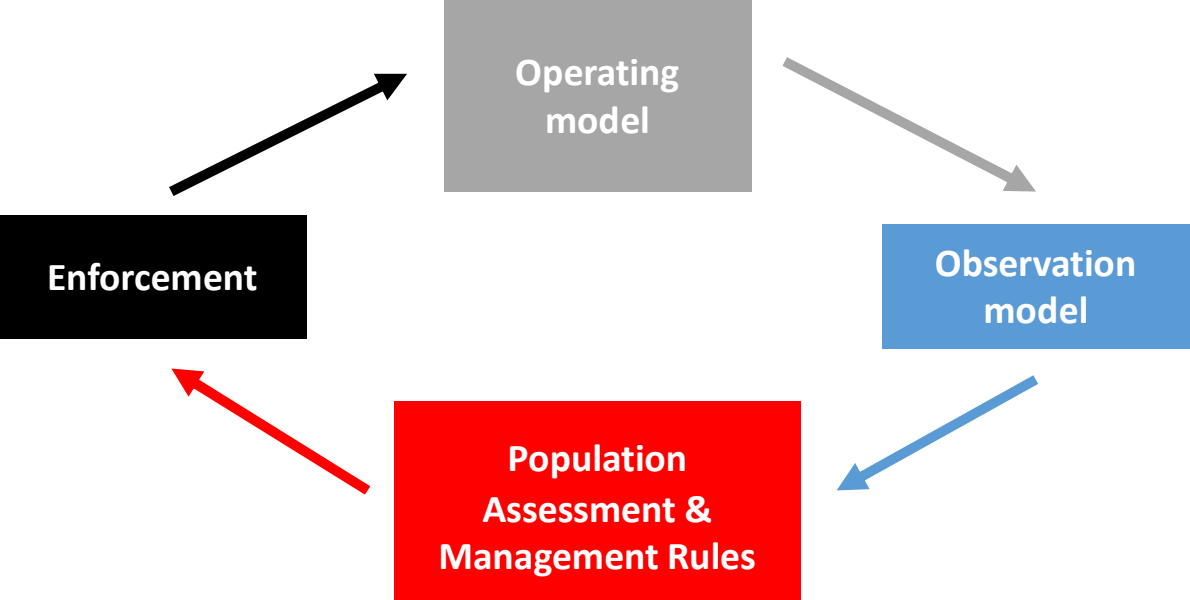 Operating
model
Enforcement
Observation
model
Population
Assessment &
Management Rules